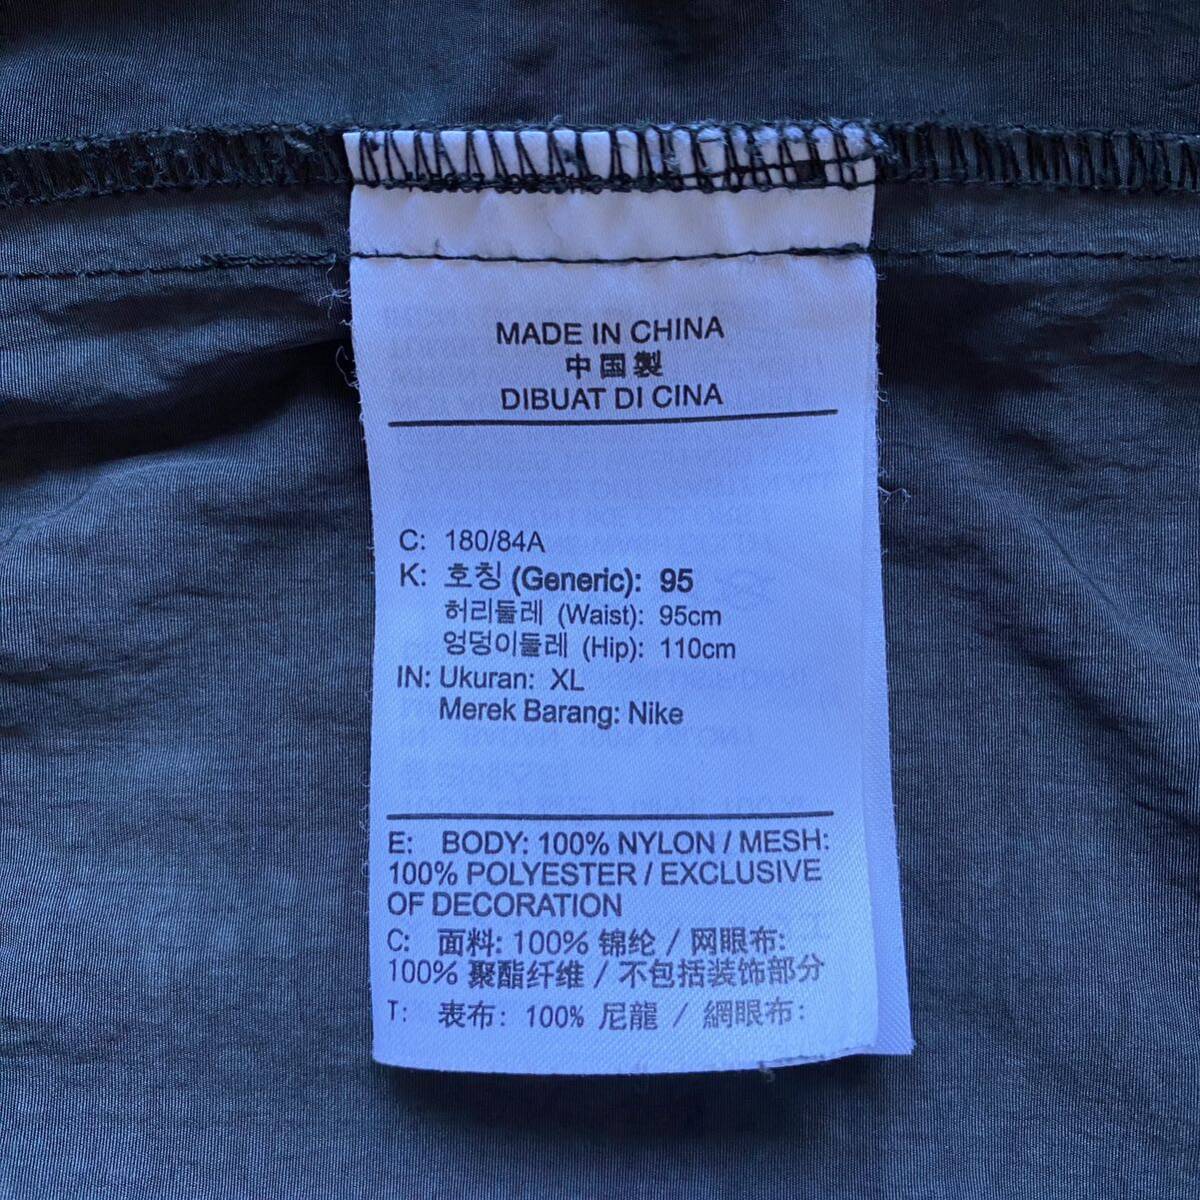 MADE IN CHINA
中国製
DIBUAT DI CINA
C: 180/84A
K: 호칭 (Generic): 95
허리둘레 (Waist): 95cm
엉덩이둘레 (Hip): 110cm
IN: Ukuran: XL
Merek Barang: Nike
E: BODY: 100% NYLON / MESH:
100% POLYESTER / EXCLUSIVE
OF DECORATION
C: 面料: 100% 锦纶 / 网眼布:
100% 聚酯纤维 / 不包括装饰部分
T: 表布: 100% 尼龍 / 網眼布: